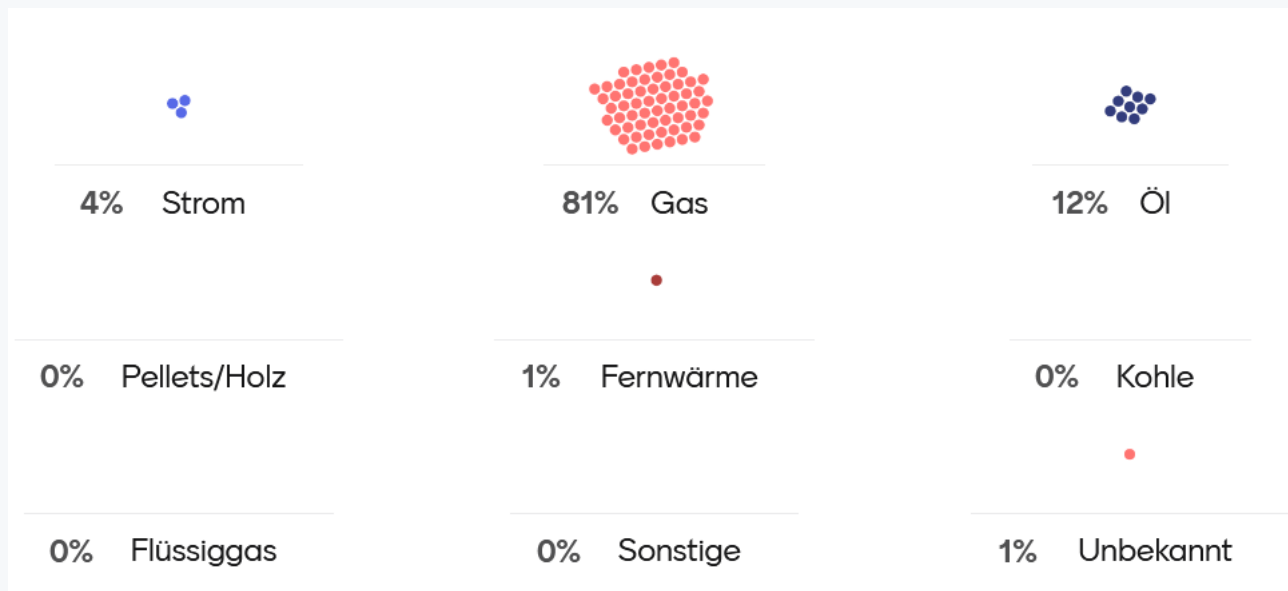 4% Strom 81% Gas 12% Öl
0% Pellets/Holz 1% Fernwärme 0% Kohle
0% Flüssiggas 0% Sonstige 1% Unbekannt